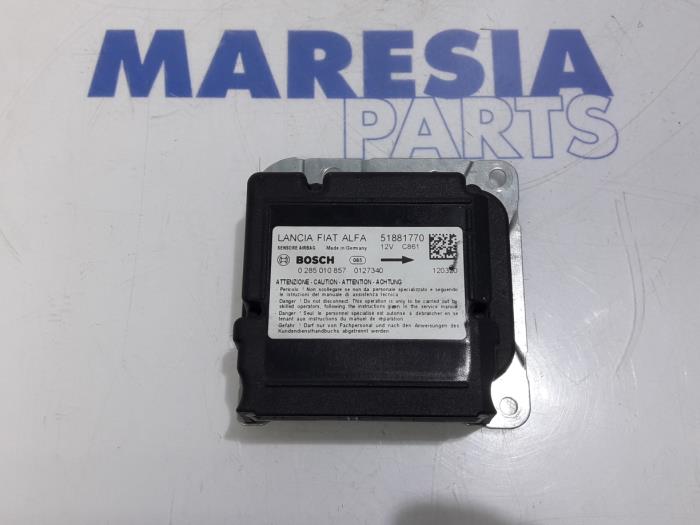 MARESIA
PARTS
LANCIA FIAT ALFA 51881770
SENSORE AIRBAG Made in Germany 12V C861
BOSCH 085
0 285 010 857 0127340 120320
ATTENZIONE - CAUTION - ATTENTION - ACHTUNG
- Pericolo ! Non scollegare se non da personale specializzato e seguendo
le istruzioni del manuale di assistenza tecnica
- Danger ! Do not disconnect. This operation is only to be carried out by
skilled operators, following the instructions given in the service manual
- Danger ! Seul le personnel spécialisé est autorisé à debrancher en se
tenant aux instructions du manuel de réparation
- Gefahr ! Darf nur von Fachpersonal und nach den Anweisungen des
Kundendiensthandbuchs abgetrennt werden